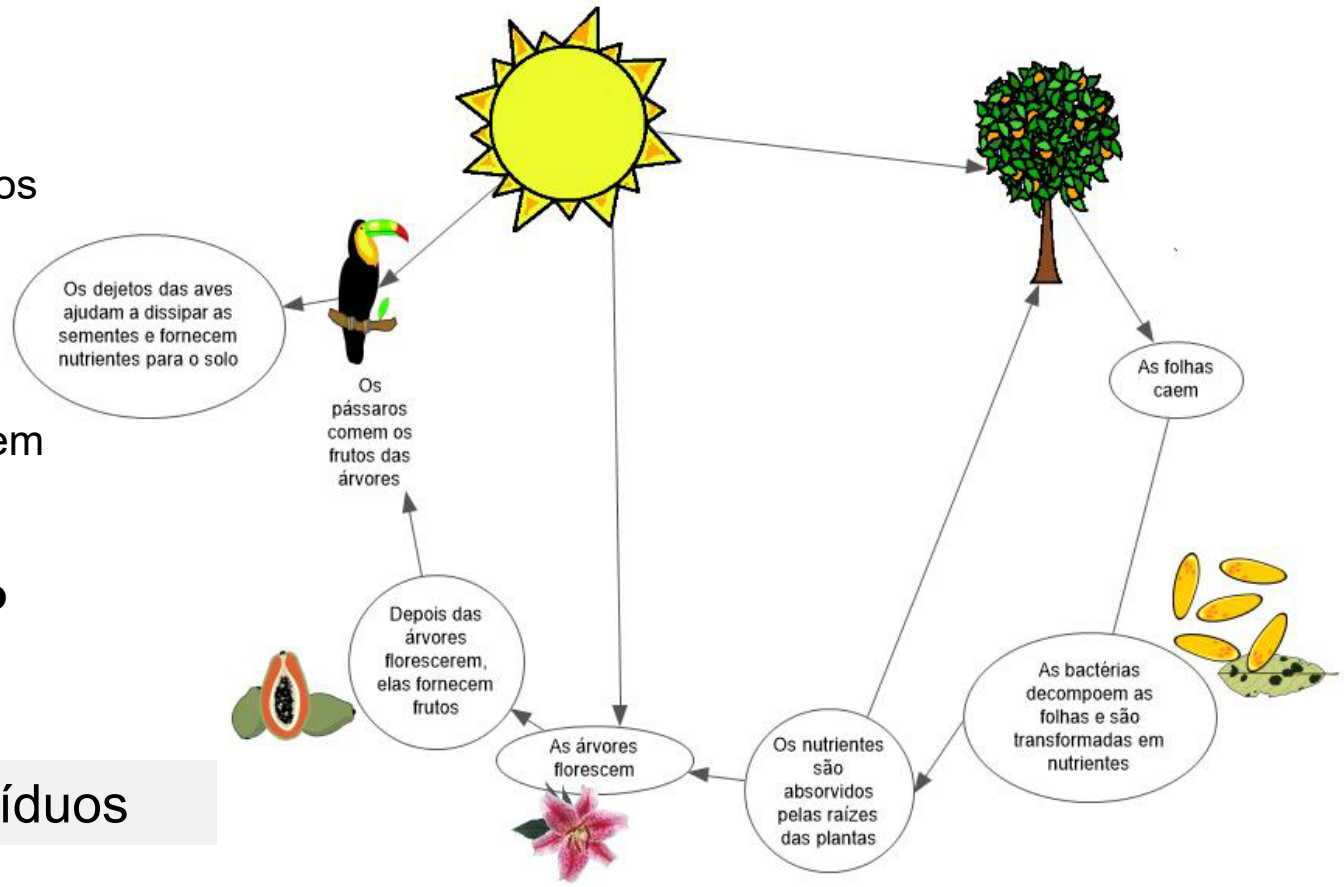 os
em
o
íduos
Os dejetos das aves
ajudam a dissipar as
sementes e fornecem
nutrientes para o solo
Os
pássaros
comem os
frutos das
árvores
Depois das
árvores
florescerem,
elas fornecem
frutos
As árvores
florescem
Os nutrientes
são
absorvidos
pelas raízes
das plantas
As bactérias
decompoem as
folhas e são
transformadas em
nutrientes
As folhas
caem